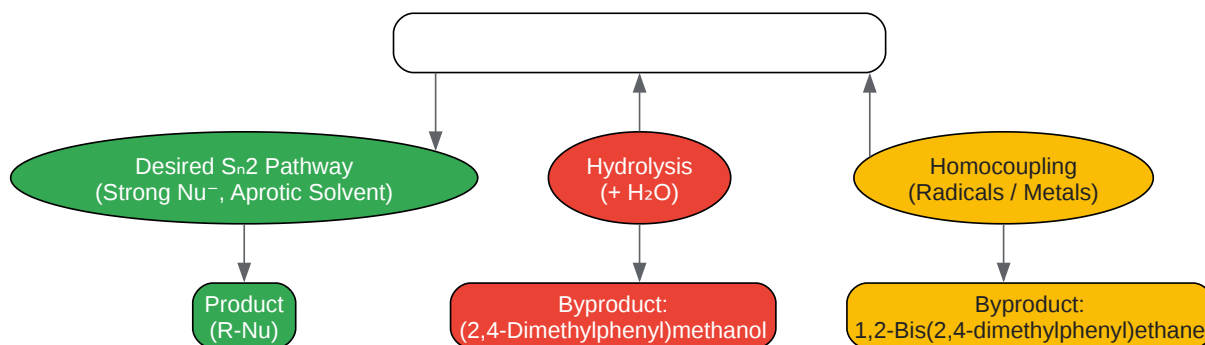 Desired Sₙ2 Pathway
(Strong Nu⁻, Aprotic Solvent)
Hydrolysis
(+ H₂O)
Homocoupling
(Radicals / Metals)
Product
(R-Nu)
Byproduct:
(2,4-Dimethylphenyl)methanol
Byproduct:
1,2-Bis(2,4-dimethylphenyl)ethane